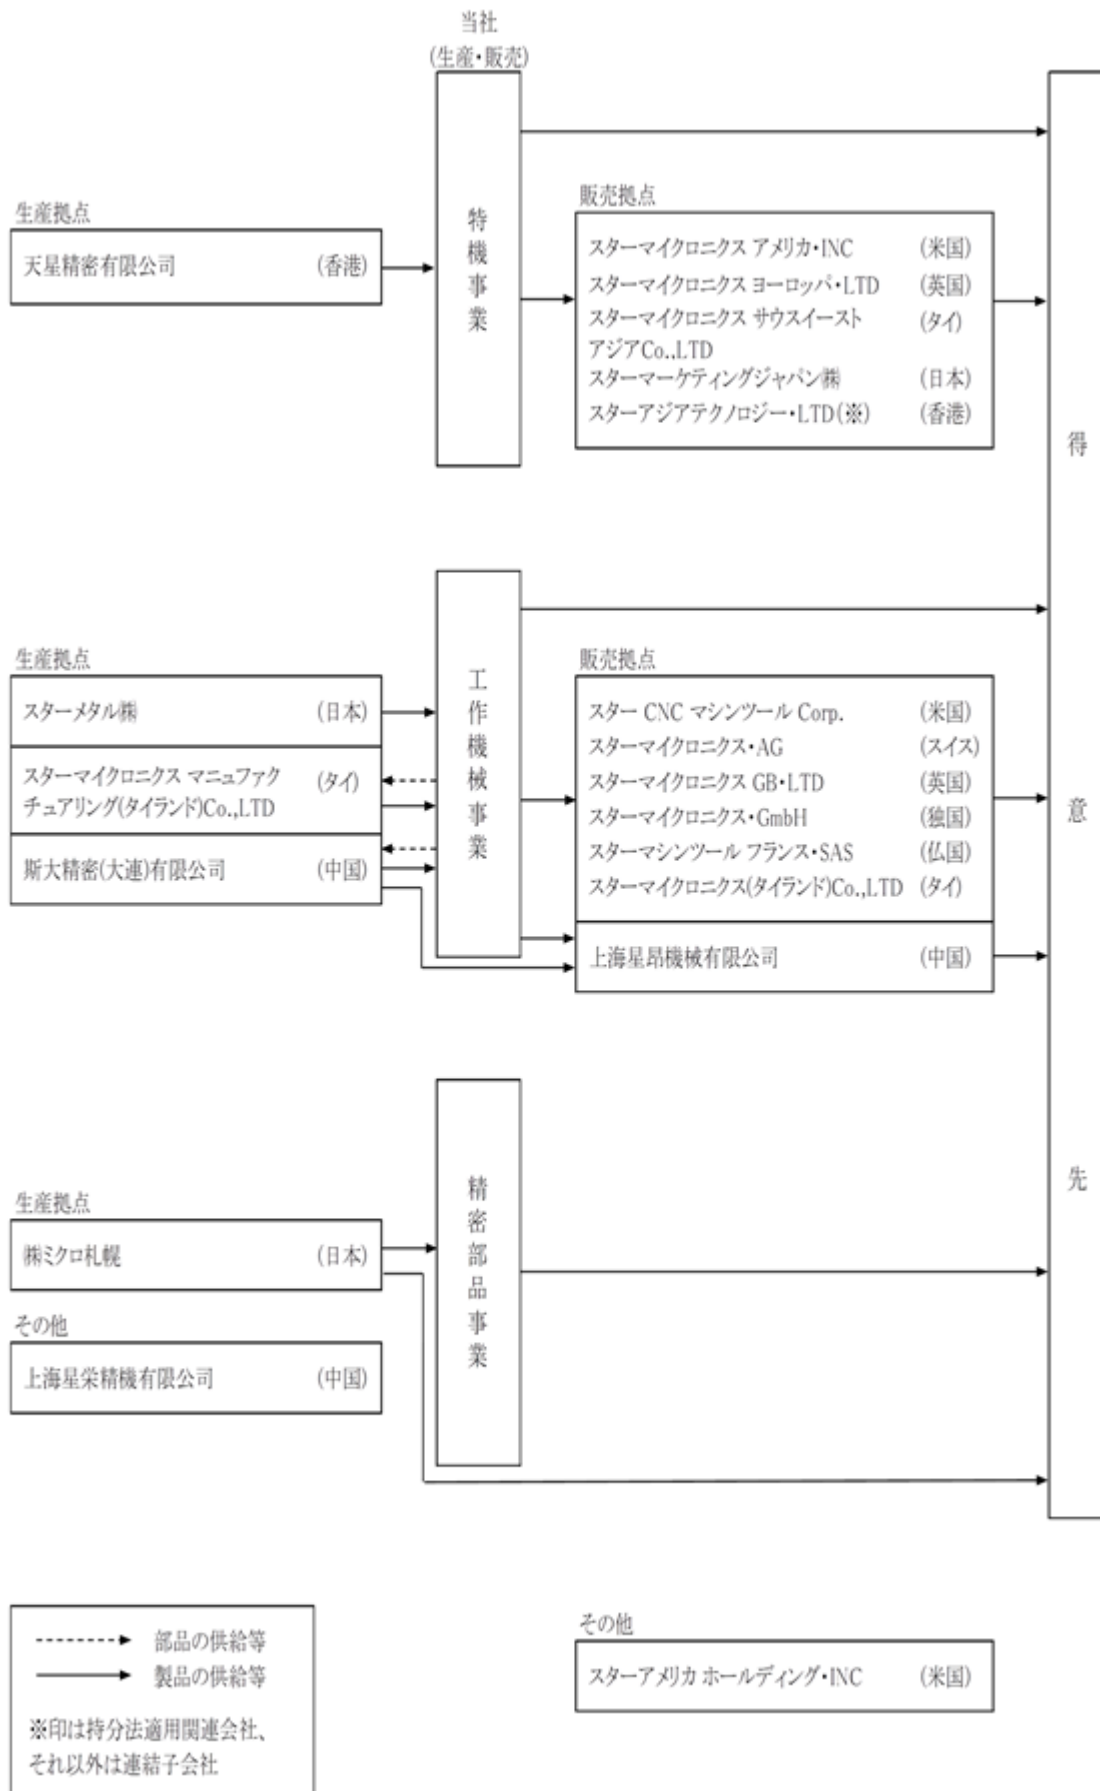 当社
(生産・販売)
特機事業
生産拠点
天星精密有限公司 (香港)
販売拠点
スターマイクロニクス アメリカ・INC (米国)
スターマイクロニクス ヨーロッパ・LTD (英国)
スターマイクロニクス サウスイースト (タイ)
アジアCo.,LTD
スターマーケティングジャパン㈱ (日本)
スターアジアテクノロジー・LTD(※) (香港)
得意先
工作機械事業
生産拠点
スターメタル㈱ (日本)
スターマイクロニクス マニュファク (タイ)
チュアリング(タイランド)Co.,LTD
斯大精密(大連)有限公司 (中国)
販売拠点
スター CNC マシンツール Corp. (米国)
スターマイクロニクス・AG (スイス)
スターマイクロニクス GB・LTD (英国)
スターマイクロニクス・GmbH (独国)
スターマシンツール フランス・SAS (仏国)
スターマイクロニクス(タイランド)Co.,LTD (タイ)
上海星昂機械有限公司 (中国)
精密部品事業
生産拠点
㈱ミクロ札幌 (日本)
その他
上海星栄精機有限公司 (中国)
部品の供給等
製品の供給等
※印は持分法適用関連会社、
それ以外は連結子会社
その他
スターアメリカ ホールディング・INC (米国)